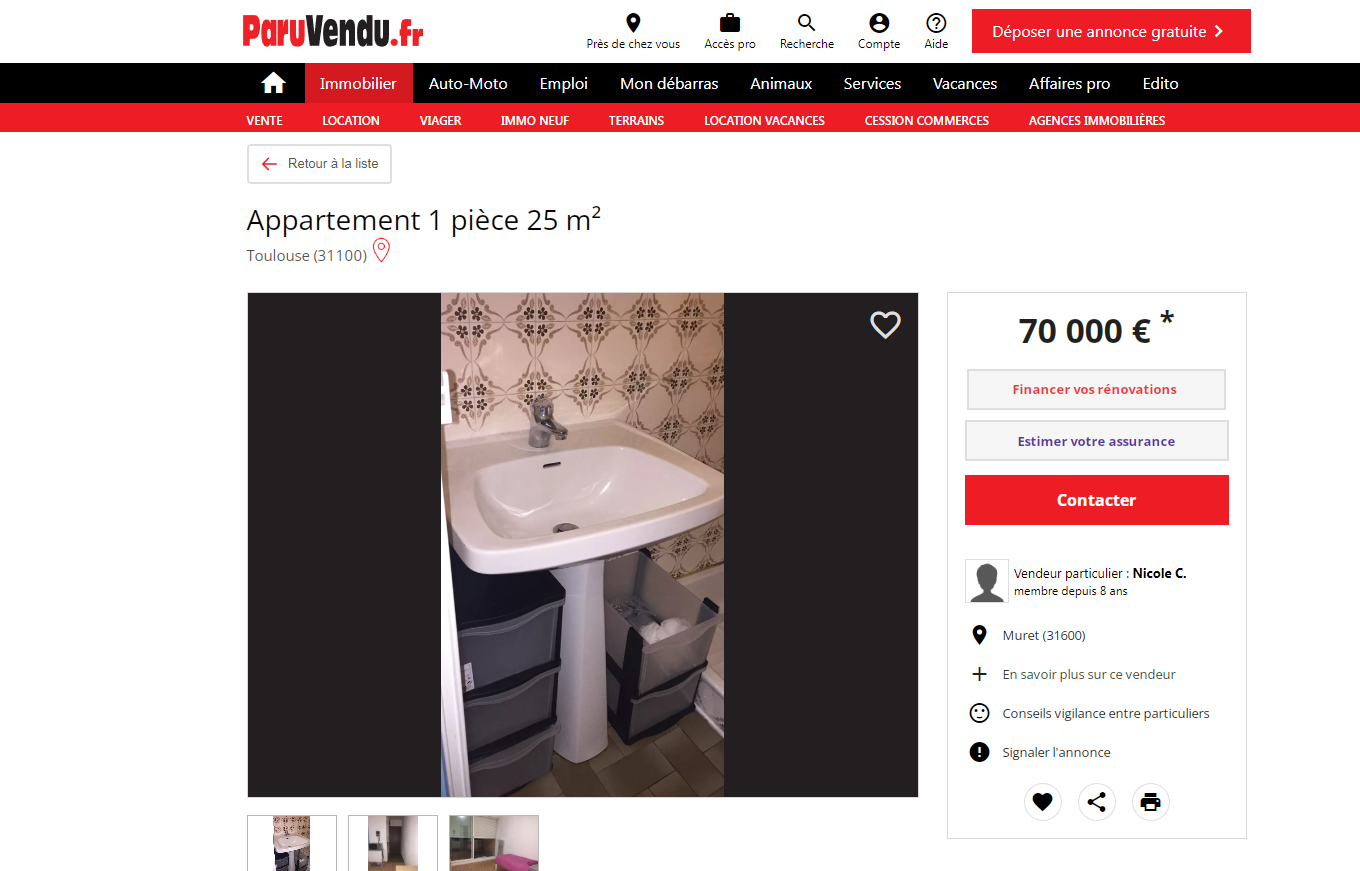 ParuVendu.fr
Près de chez vous
Accès pro
Recherche
Compte
Aide
Déposer une annonce gratuite
Immobilier
Auto-Moto
Emploi
Mon débarras
Animaux
Services
Vacances
Affaires pro
Edito
VENTE
LOCATION
VIAGER
IMMO NEUF
TERRAINS
LOCATION VACANCES
CESSION COMMERCES
AGENCES IMMOBILIÈRES
Retour à la liste
Appartement 1 pièce 25 m²
Toulouse (31100)
70 000 € *
Financer vos rénovations
Estimer votre assurance
Contacter
Vendeur particulier : Nicole C.
membre depuis 8 ans
Muret (31600)
En savoir plus sur ce vendeur
Conseils vigilance entre particuliers
Signaler l'annonce